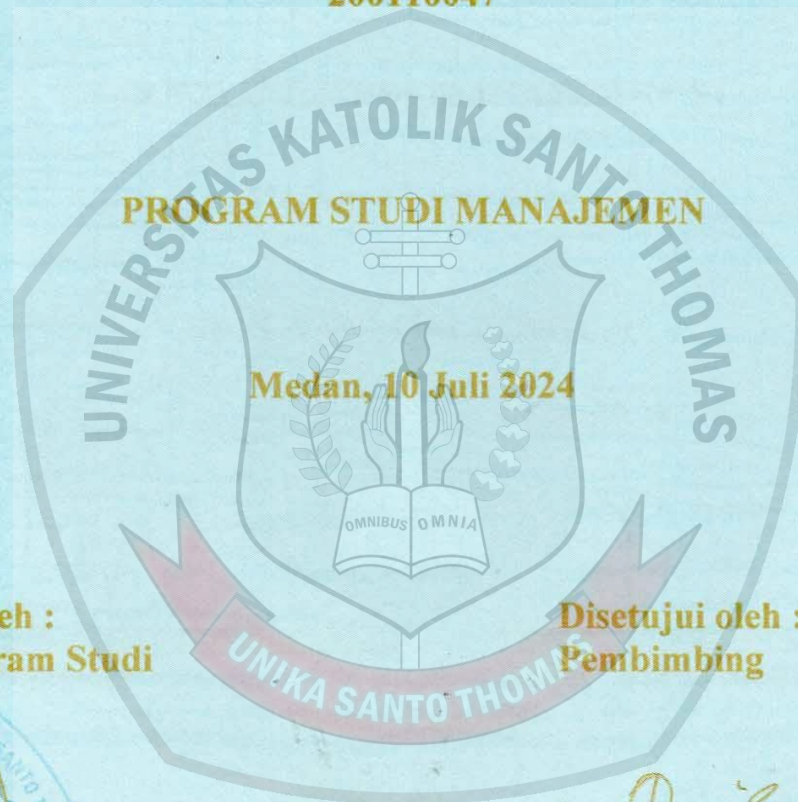 PROGRAM STUDI MANAJEMEN
Medan, 10 Juli 2024
Disetujui oleh :
Pembimbing
Studi
UNIVERSITAS KATOLIK SANTO THOMAS
OMNIBUS OMNIA
UNIKA SANTO THOMAS